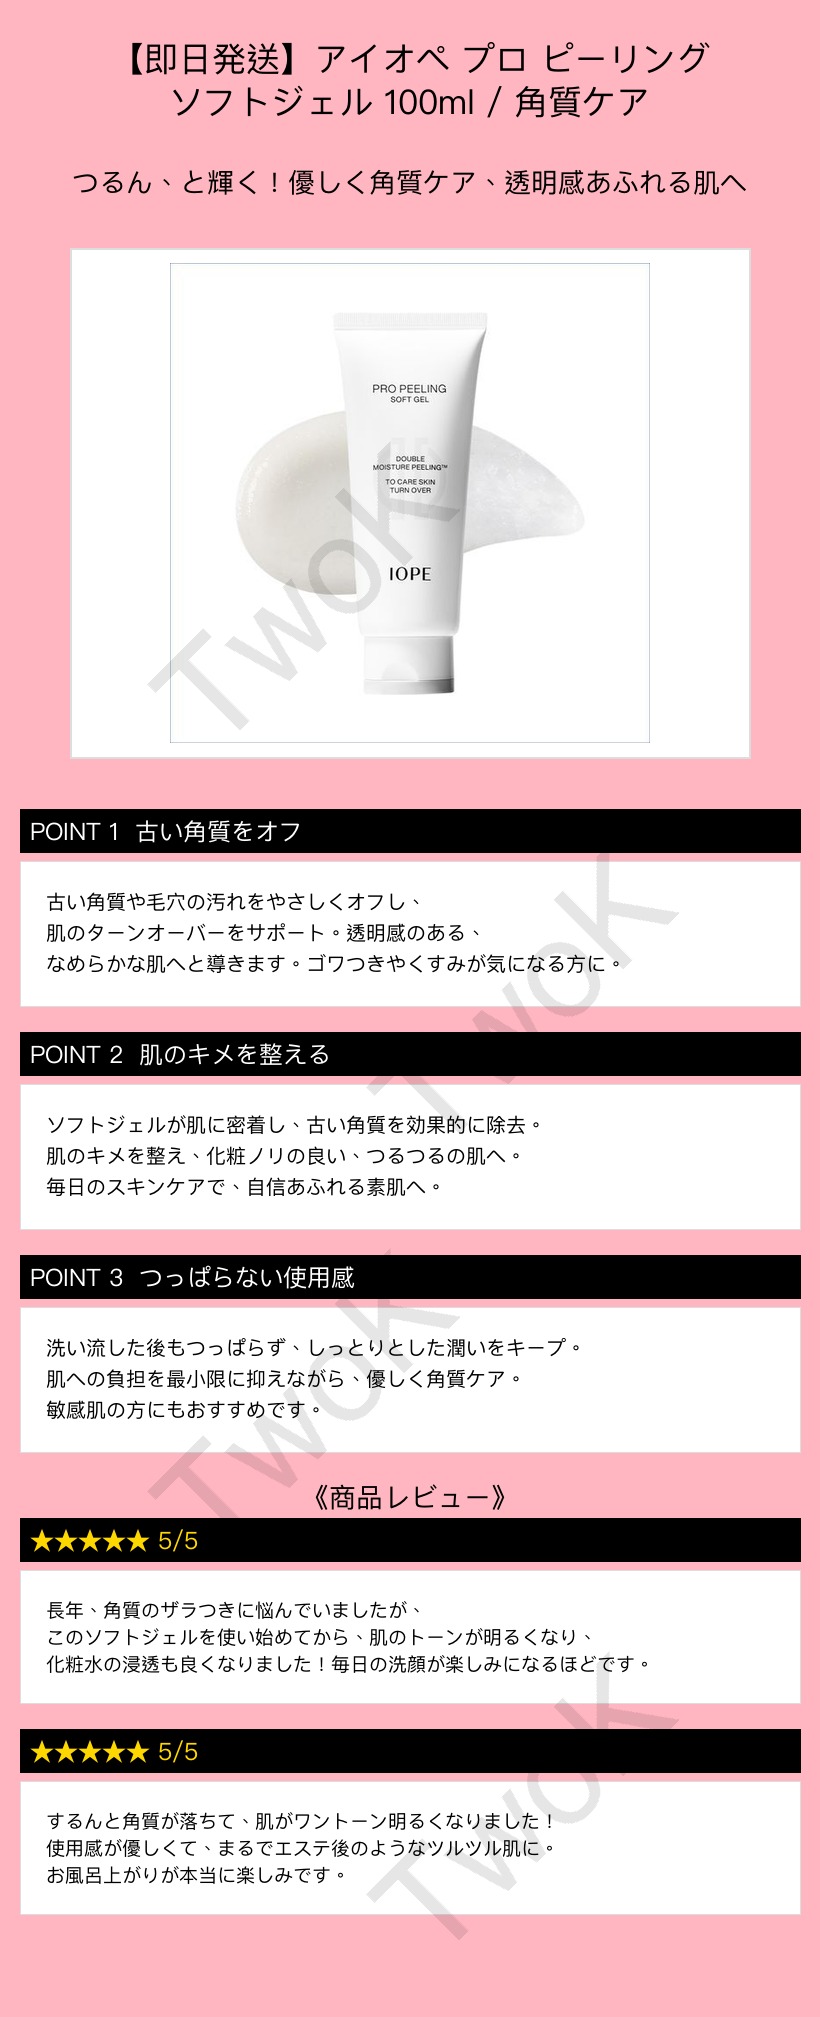 【即日発送】アイオペ プロ ピーリング
ソフトジェル 100ml / 角質ケア
つるん、と輝く！優しく角質ケア、透明感あふれる肌へ
PRO PEELING
SOFT GEL
DOUBLE
MOISTURE PEELING™
TO CARE SKIN
TURN OVER
IOPE
TwoK
POINT 1 古い角質をオフ
古い角質や毛穴の汚れをやさしくオフし、
肌のターンオーバーをサポート。透明感のある、
なめらかな肌へと導きます。ゴワつきやくすみが気になる方に。
TwoK
POINT 2 肌のキメを整える
ソフトジェルが肌に密着し、古い角質を効果的に除去。
肌のキメを整え、化粧ノリの良い、つるつるの肌へ。
毎日のスキンケアで、自信あふれる素肌へ。
POINT 3 つっぱらない使用感
洗い流した後もつっぱらず、しっとりとした潤いをキープ。
肌への負担を最小限に抑えながら、優しく角質ケア。
敏感肌の方にもおすすめです。
TwoK
《商品レビュー》
★★★★★ 5/5
長年、角質のザラつきに悩んでいましたが、
このソフトジェルを使い始めてから、肌のトーンが明るくなり、
化粧水の浸透も良くなりました！毎日の洗顔が楽しみになるほどです。
★★★★★ 5/5
するんと角質が落ちて、肌がワントーン明るくなりました！
使用感が優しくて、まるでエステ後のようなツルツル肌に。
お風呂上がりが本当に楽しみです。
TwoK